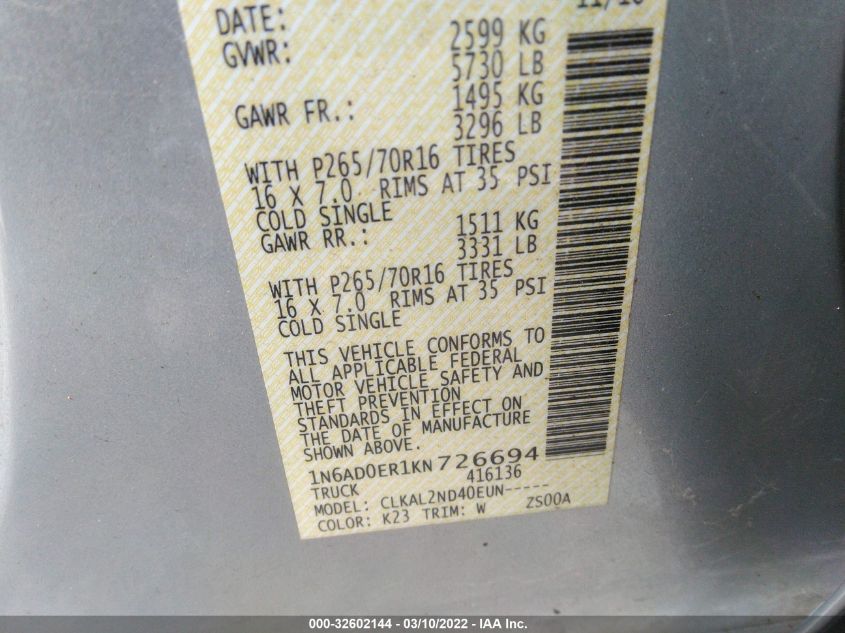 DATE:
GVWR: 2599 KG
5730 LB
GAWR FR.: 1495 KG
3296 LB
WITH P265/70R16 TIRES
16 X 7.0 RIMS AT 35 PSI
COLD SINGLE
GAWR RR.: 1511 KG
3331 LB
WITH P265/70R16 TIRES
16 X 7.0 RIMS AT 35 PSI
COLD SINGLE
THIS VEHICLE CONFORMS TO
ALL APPLICABLE FEDERAL
MOTOR VEHICLE SAFETY AND
THEFT PREVENTION
STANDARDS IN EFFECT ON
THE DATE OF MANUFACTURE
SHOWN ABOVE.
1N6AD0ER1KN726694
TRUCK 416136
MODEL: CLKAL2ND40EUN-----
COLOR: K23 TRIM: W ZS00A
000-32602144 - 03/10/2022 - IAA Inc.